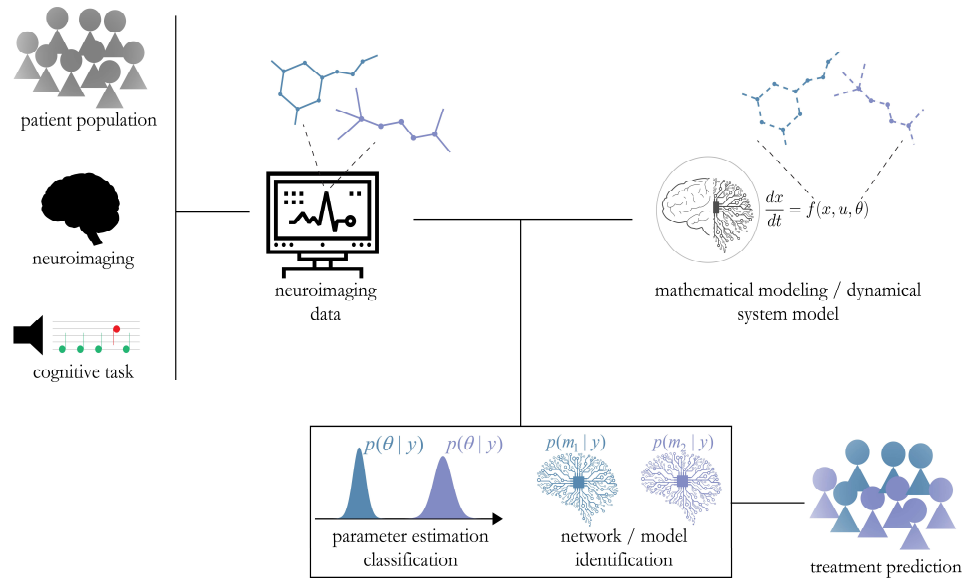 patient population
neuroimaging
cognitive task
neuroimaging
data
dx/dt = f(x, u, θ)
mathematical modeling / dynamical
system model
p(θ | y) p(θ | y)
parameter estimation
classification
p(m₁ | y) p(m₂ | y)
network / model
identification
treatment prediction